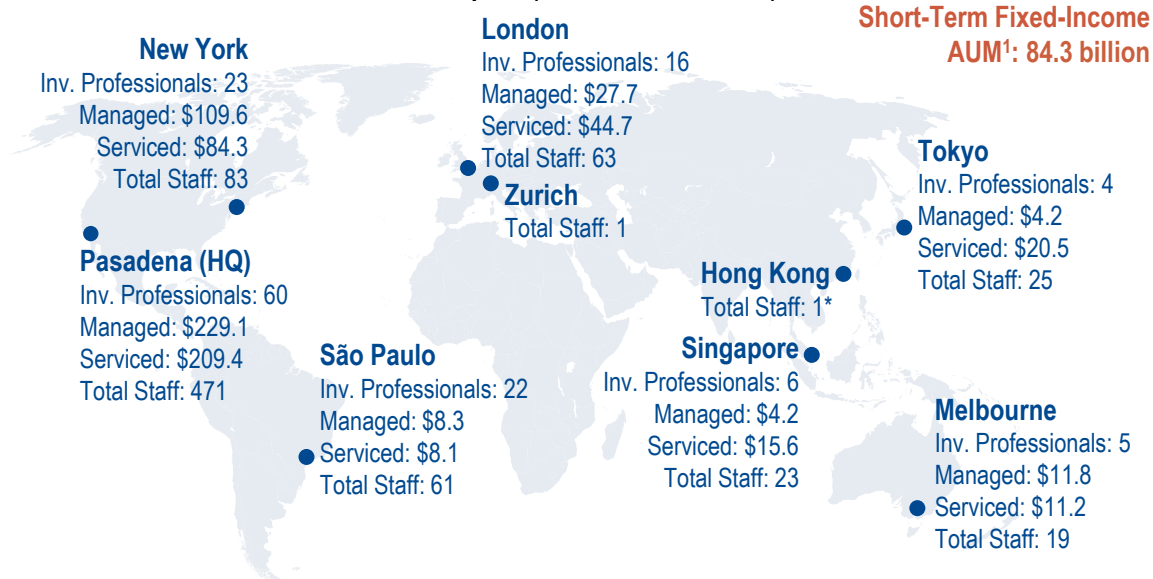 Short-Term Fixed-Income
AUM¹: 84.3 billion
New York
Inv. Professionals: 23
Managed: $109.6
Serviced: $84.3
Total Staff: 83
London
Inv. Professionals: 16
Managed: $27.7
Serviced: $44.7
Total Staff: 63
Zurich
Total Staff: 1
Tokyo
Inv. Professionals: 4
Managed: $4.2
Serviced: $20.5
Total Staff: 25
Pasadena (HQ)
Inv. Professionals: 60
Managed: $229.1
Serviced: $209.4
Total Staff: 471
Hong Kong
Total Staff: 1*
São Paulo
Inv. Professionals: 22
Managed: $8.3
Serviced: $8.1
Total Staff: 61
Singapore
Inv. Professionals: 6
Managed: $4.2
Serviced: $15.6
Total Staff: 23
Melbourne
Inv. Professionals: 5
Managed: $11.8
Serviced: $11.2
Total Staff: 19